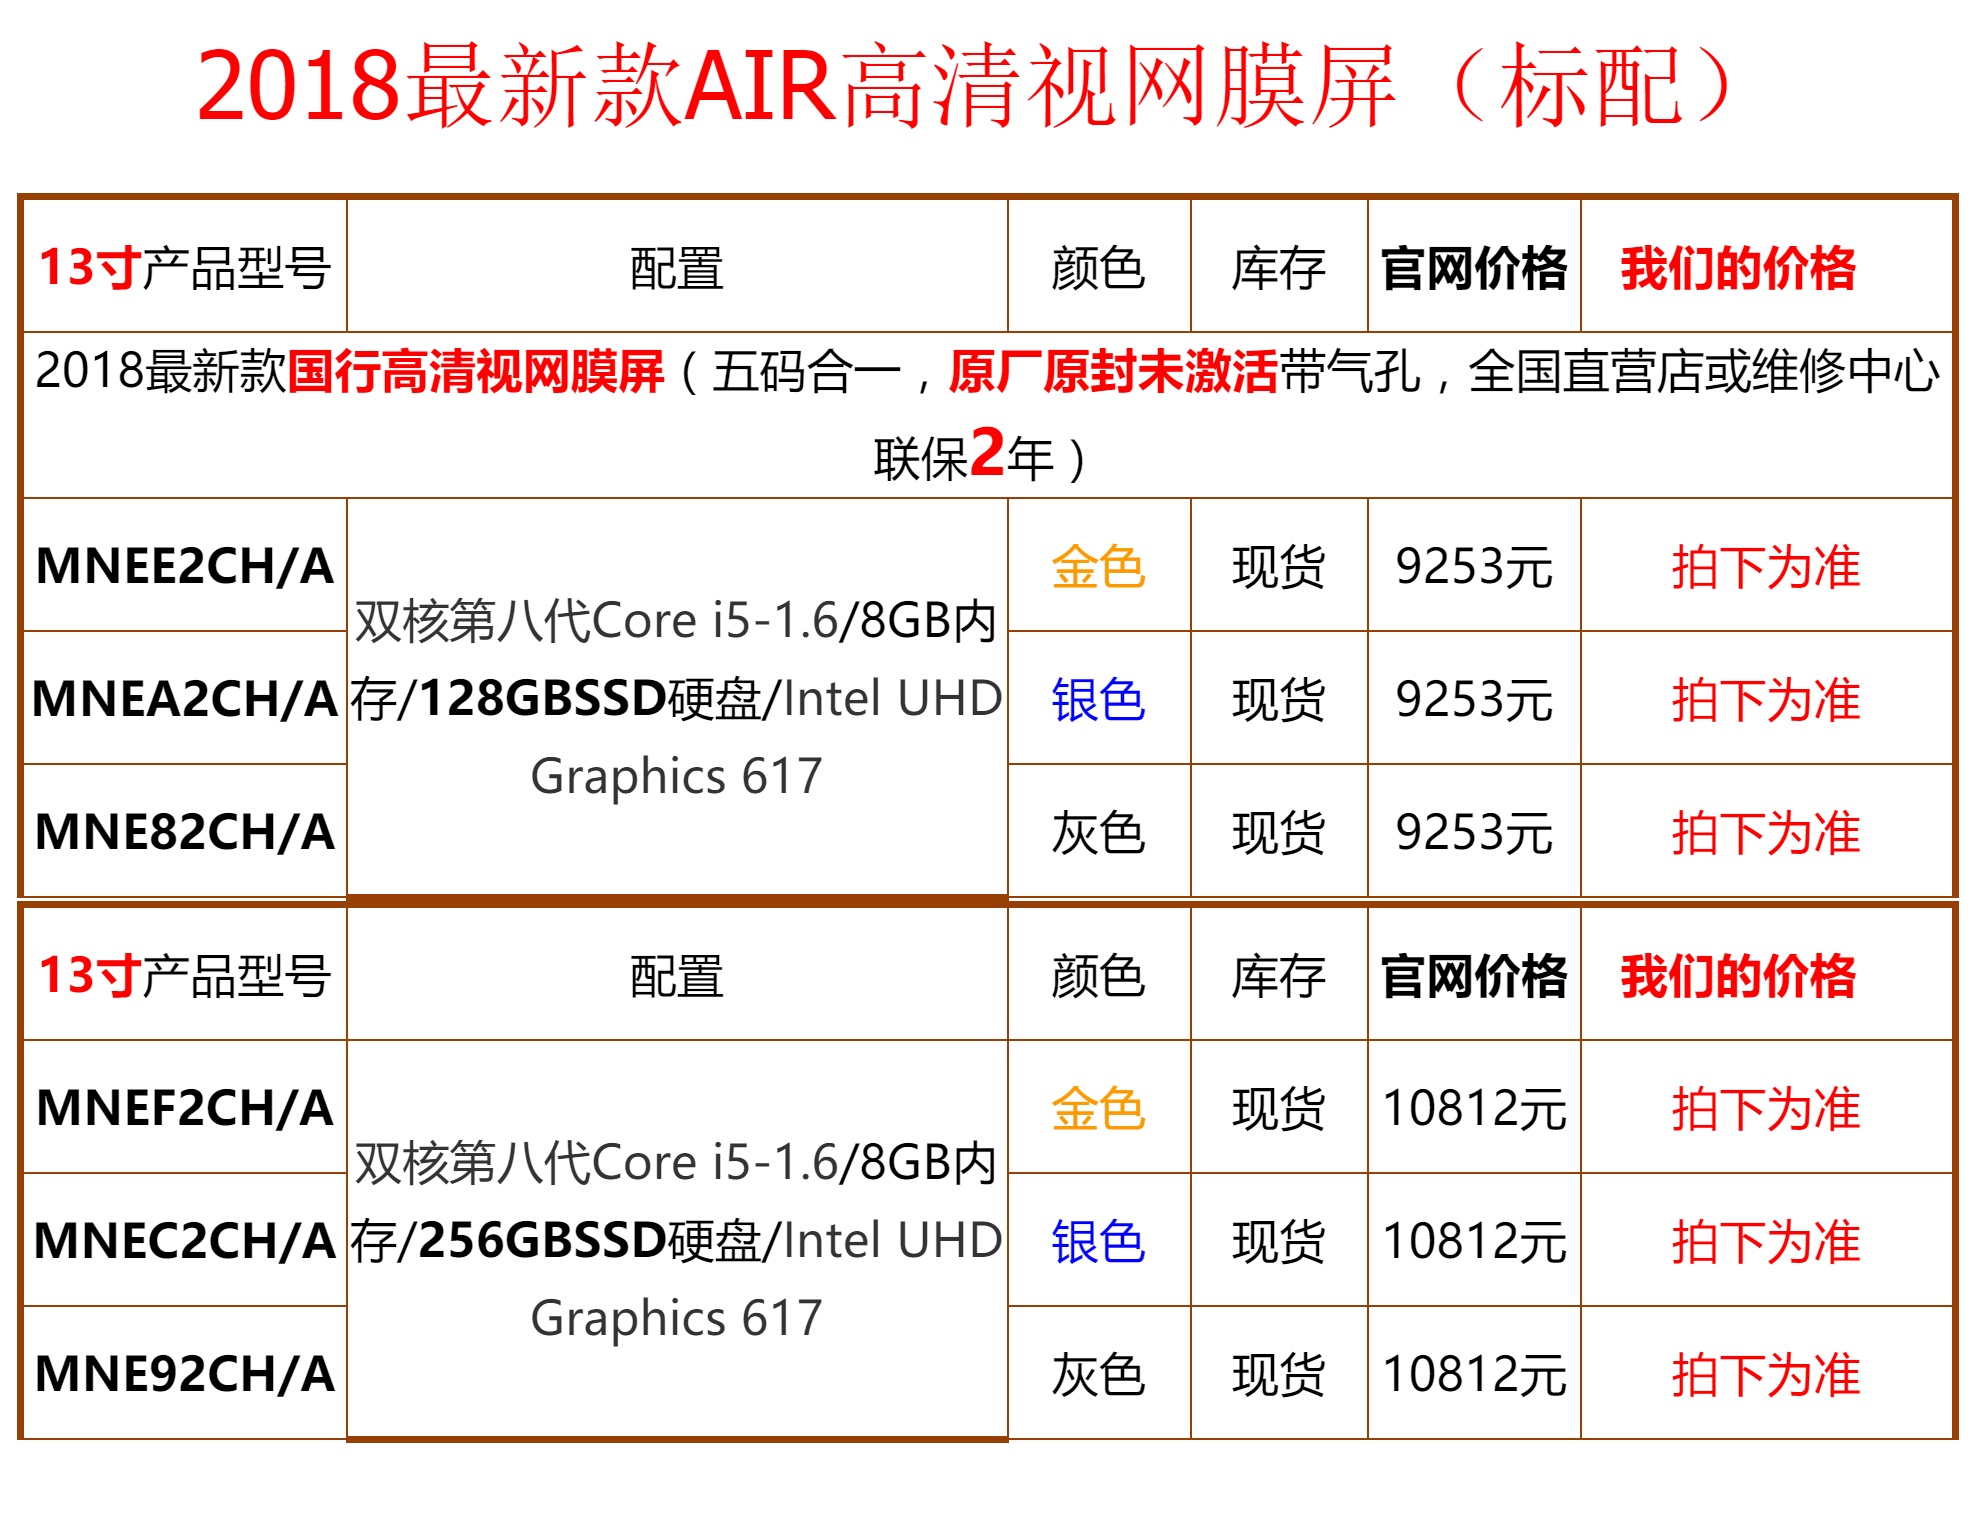 2018最新款AIR高清视网膜屏（标配）
13寸产品型号 配置 颜色 库存 官网价格 我们的价格
2018最新款国行高清视网膜屏（五码合一，原厂原封未激活带气孔，全国直营店或维修中心
联保2年）
MNEE2CH/A 金色 现货 9253元 拍下为准
双核第八代Core i5-1.6/8GB内
存/128GBSSD硬盘/Intel UHD
Graphics 617
MNEA2CH/A 银色 现货 9253元 拍下为准
MNE82CH/A 灰色 现货 9253元 拍下为准
13寸产品型号 配置 颜色 库存 官网价格 我们的价格
MNEF2CH/A 金色 现货 10812元 拍下为准
双核第八代Core i5-1.6/8GB内
存/256GBSSD硬盘/Intel UHD
Graphics 617
MNEC2CH/A 银色 现货 10812元 拍下为准
MNE92CH/A 灰色 现货 10812元 拍下为准